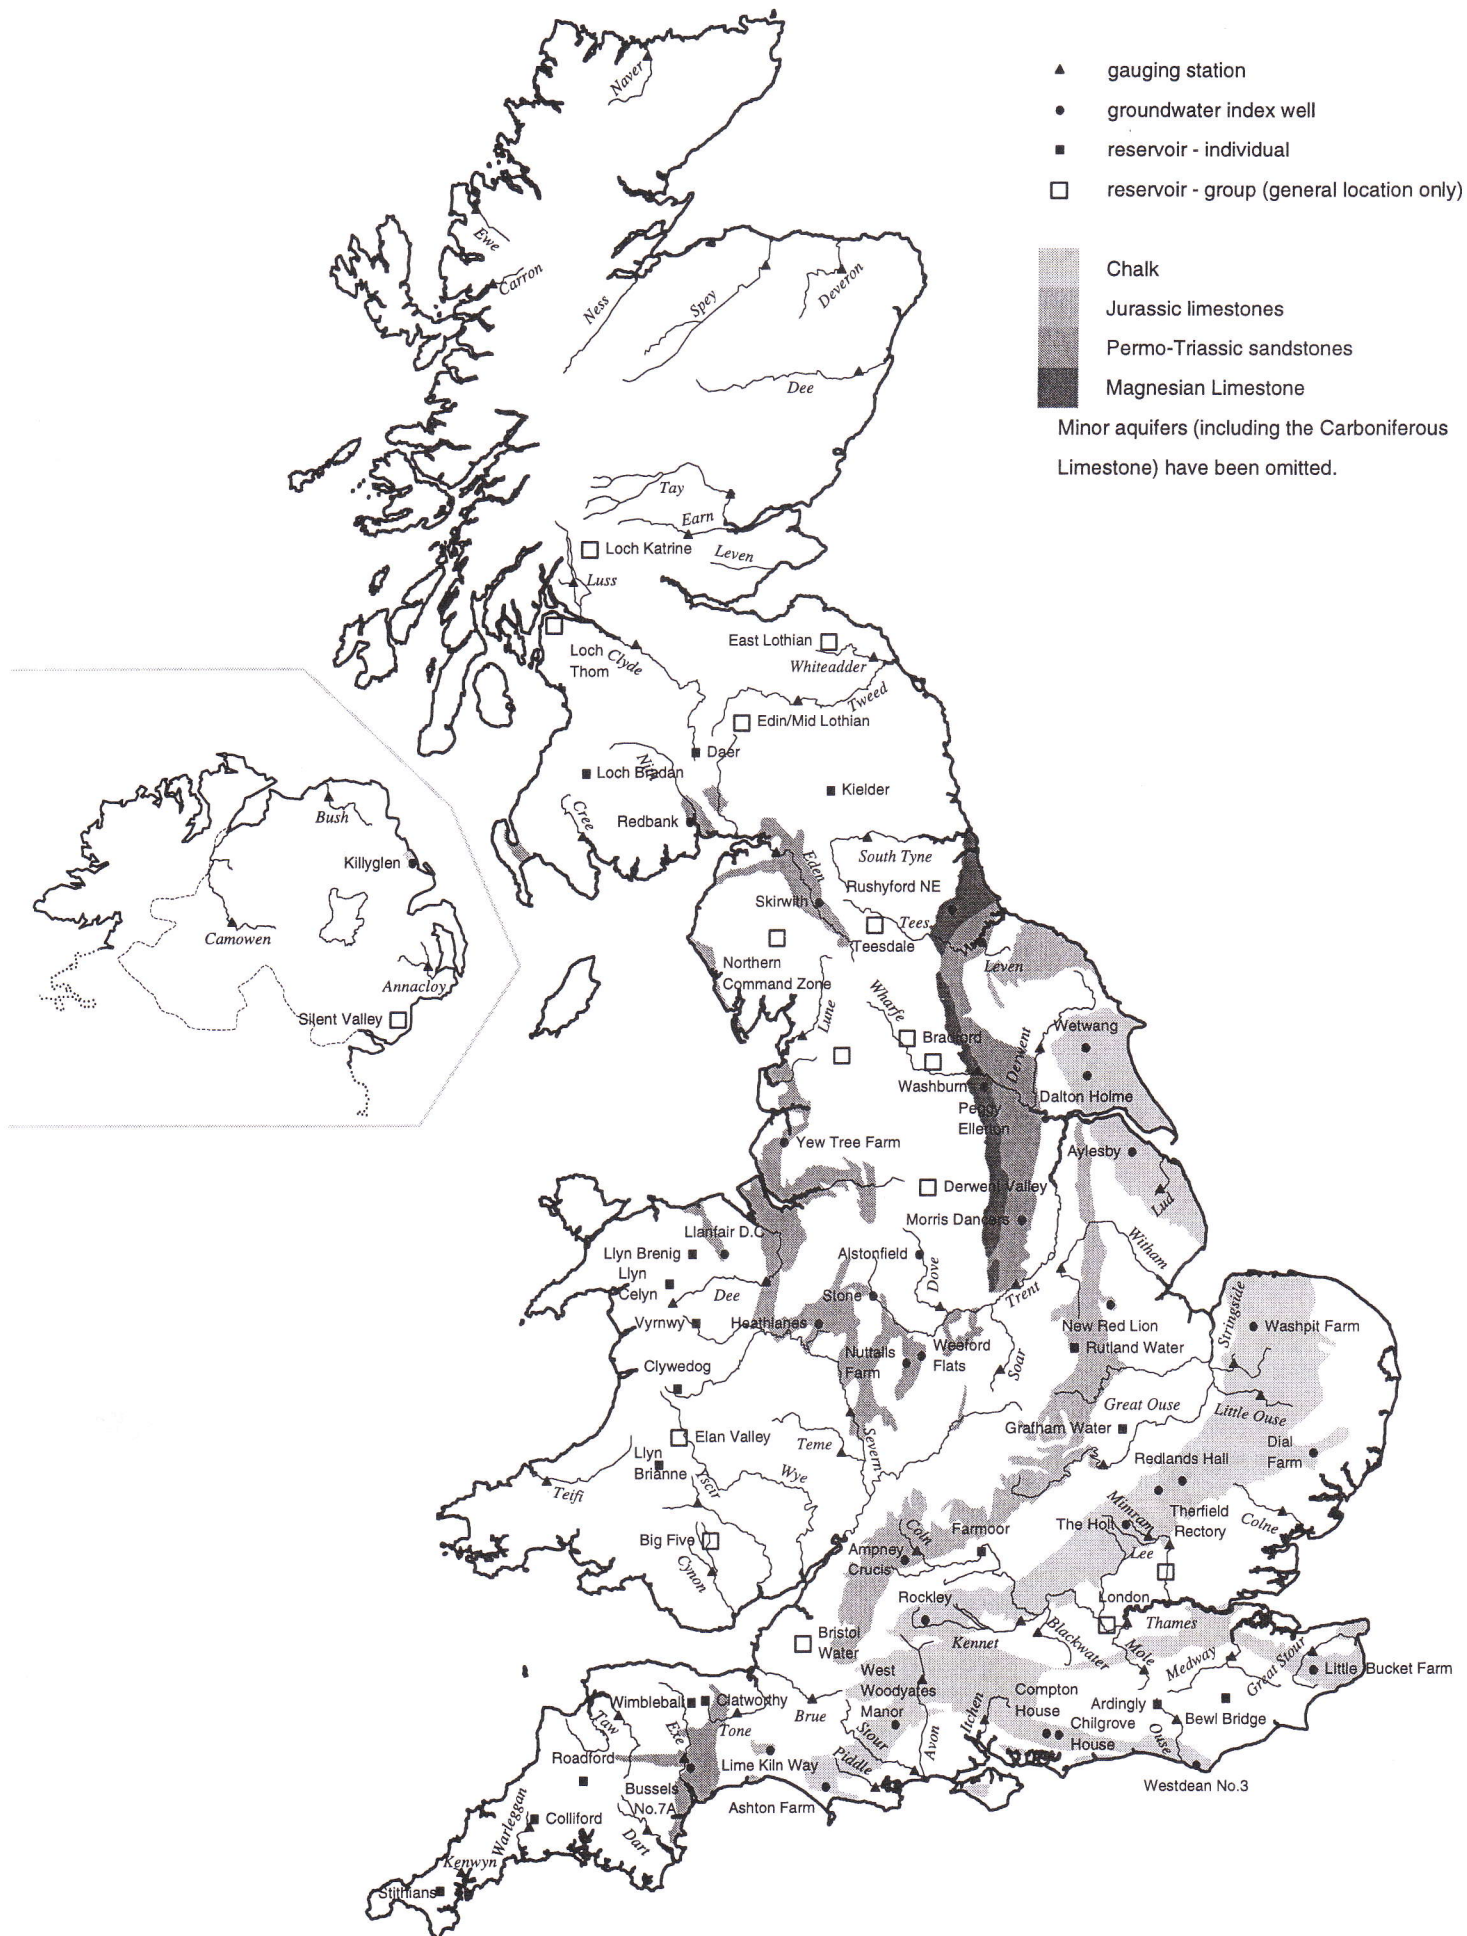 gauging station
groundwater index well
reservoir - individual
reservoir - group (general location only)
Chalk
Jurassic limestones
Permo-Triassic sandstones
Magnesian Limestone
Minor aquifers (including the Carboniferous
Limestone) have been omitted.
Naver
Ewe
Carron
Ness
Spey
Deveron
Dee
Tay
Earn
Loch Katrine
Leven
Luss
East Lothian
Loch
Thom
Clyde
Whiteadder
Tweed
Edin/Mid Lothian
Daer
Nith
Loch Bradan
Kielder
Cree
Redbank
Bush
Killyglen
Camowen
Annacloy
Silent Valley
South Tyne
Eden
Rushyford NE
Skirwith
Tees
Teesdale
Leven
Northern
Command Zone
Lune
Wharfe
Bradford
Derwent
Wetwang
Washburn
Dalton Holme
Peggy
Ellerton
Yew Tree Farm
Aylesby
Derwent Valley
Lud
Morris Dancers
Llanfair D.C
Llyn Brenig
Alstonfield
Witham
Llyn
Celyn
Dee
Dove
Stone
Trent
Stringside
Vyrnwy
Heathlanes
New Red Lion
Washpit Farm
Nuttalls
Farm
Weeford
Flats
Soar
Rutland Water
Clywedog
Great Ouse
Little Ouse
Elan Valley
Teme
Severn
Grafham Water
Dial
Farm
Llyn
Brianne
Redlands Hall
Yscir
Wye
Teifi
Mimram
Therfield
Rectory
Colne
Big Five
Coln
Farmoor
The Holt
Ampney
Crucis
Lee
Cynon
Rockley
London
Thames
Bristol
Water
Kennet
Blackwater
Mole
Medway
Great Stour
Little Bucket Farm
West
Woodyates
Manor
Wimbleball
Clatworthy
Brue
Itchen
Compton
House
Ardingly
Chilgrove
House
Bewl Bridge
Taw
Exe
Tone
Stour
Avon
Ouse
Roadford
Lime Kiln Way
Piddle
Westdean No.3
Bussels
No.7A
Ashton Farm
Warleggan
Colliford
Dart
Kenwyn
Stithians